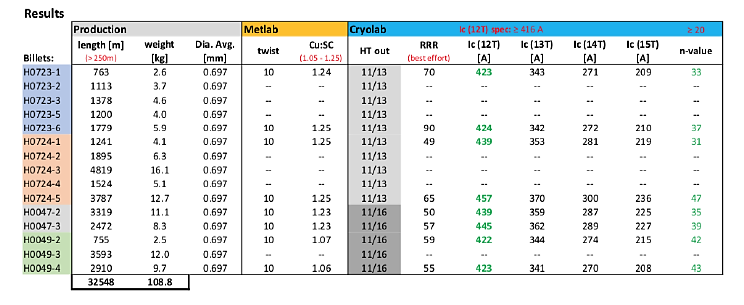 Results
Production Metlab Cryolab Ic (12T) spec: ≥ 416 A ≥ 20
length [m] weight Dia. Avg. twist Cu:SC HT out RRR Ic (12T) Ic (13T) Ic (14T) Ic (15T) n-value
Billets: (> 250m) [kg] [mm] (1.05 - 1.25) (best effort) [A] [A] [A] [A]
H0723-1 763 2.6 0.697 10 1.24 11/13 70 423 343 271 209 33
H0723-2 1113 3.7 0.697 -- -- 11/13 -- -- -- -- -- --
H0723-3 1378 4.6 0.697 -- -- 11/13 -- -- -- -- -- --
H0723-5 1200 4.0 0.697 -- -- 11/13 -- -- -- -- -- --
H0723-6 1779 5.9 0.697 10 1.25 11/13 90 424 342 272 210 37
H0724-1 1241 4.1 0.697 10 1.25 11/13 49 439 353 281 219 31
H0724-2 1895 6.3 0.697 -- -- 11/13 -- -- -- -- -- --
H0724-3 4819 16.1 0.697 -- -- 11/13 -- -- -- -- -- --
H0724-4 1524 5.1 0.697 -- -- 11/13 -- -- -- -- -- --
H0724-5 3787 12.7 0.697 10 1.25 11/13 65 457 370 300 236 47
H0047-2 3319 11.1 0.697 10 1.23 11/16 50 439 359 287 225 35
H0047-3 2472 8.3 0.697 10 1.23 11/16 57 445 362 289 227 39
H0049-2 755 2.5 0.697 10 1.07 11/16 59 422 344 274 215 42
H0049-3 3593 12.0 0.697 -- -- 11/16 -- -- -- -- -- --
H0049-4 2910 9.7 0.697 10 1.06 11/16 55 423 341 270 208 43
32548 108.8